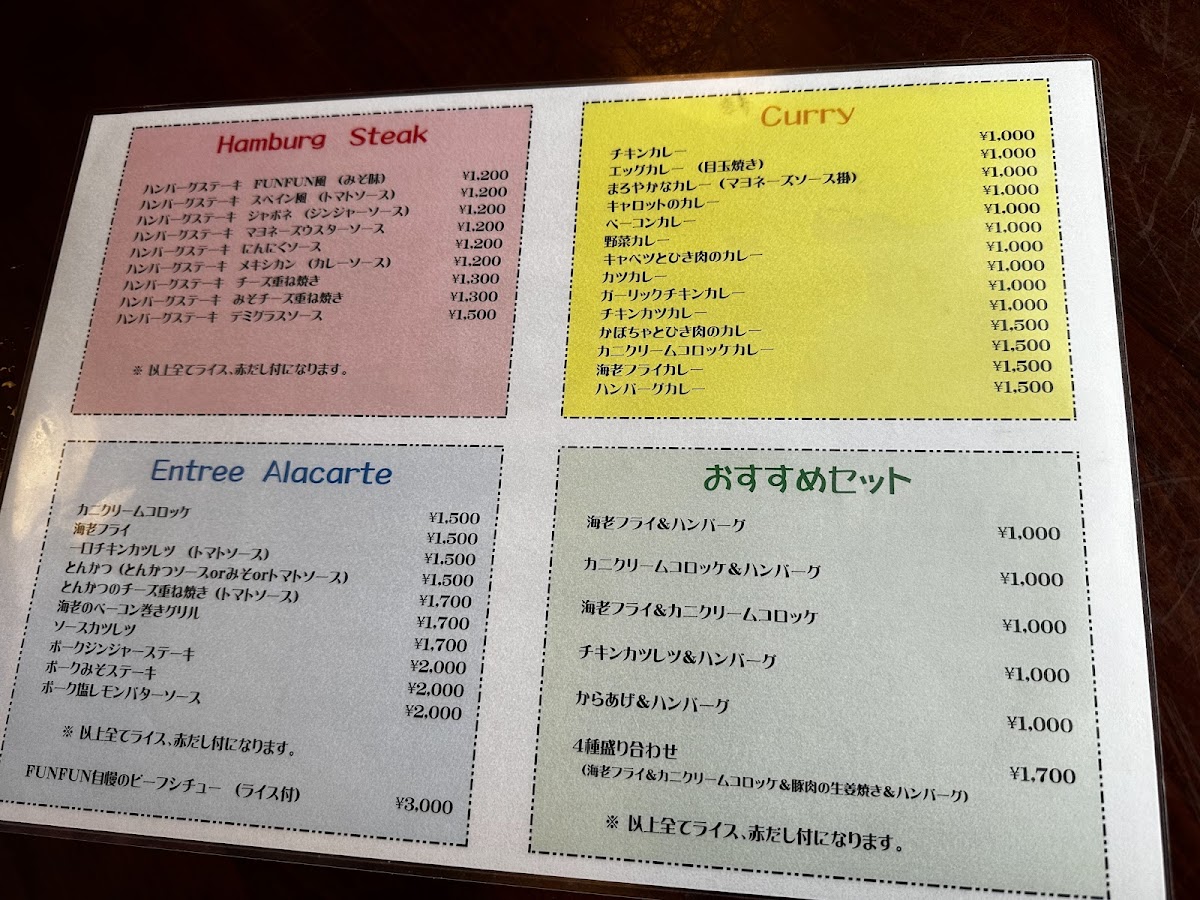 Hamburg Steak
ハンバーグステーキ FUNFUN風 (みそ味) ¥1,200
ハンバーグステーキ スペイン風 (トマトソース) ¥1,200
ハンバーグステーキ ジャポネ (ジンジャーソース) ¥1,200
ハンバーグステーキ マヨネーズウスターソース ¥1,200
ハンバーグステーキ にんにくソース ¥1,200
ハンバーグステーキ メキシカン (カレーソース) ¥1,200
ハンバーグステーキ チーズ重ね焼き ¥1,300
ハンバーグステーキ みそチーズ重ね焼き ¥1,300
ハンバーグステーキ デミグラスソース ¥1,500
※ 以上全てライス、赤だし付になります。
Curry
チキンカレー ¥1,000
エッグカレー (目玉焼き) ¥1,000
まろやかなカレー (マヨネーズソース掛) ¥1,000
キャロットのカレー ¥1,000
ベーコンカレー ¥1,000
野菜カレー ¥1,000
キャベツとひき肉のカレー ¥1,000
カツカレー ¥1,000
ガーリックチキンカレー ¥1,000
チキンカツカレー ¥1,000
かぼちゃとひき肉のカレー ¥1,500
カニクリームコロッケカレー ¥1,500
海老フライカレー ¥1,500
ハンバーグカレー ¥1,500
Entree Alacarte
カニクリームコロッケ ¥1,500
海老フライ ¥1,500
一口チキンカツレツ (トマトソース) ¥1,500
とんかつ (とんかつソースorみそorトマトソース) ¥1,500
とんかつのチーズ重ね焼き (トマトソース) ¥1,700
海老のベーコン巻きグリル ¥1,700
ソースカツレツ ¥1,700
ポークジンジャーステーキ ¥2,000
ポークみそステーキ ¥2,000
ポーク塩レモンバターソース ¥2,000
※ 以上全てライス、赤だし付になります。
FUNFUN自慢のビーフシチュー (ライス付) ¥3,000
おすすめセット
海老フライ&ハンバーグ ¥1,000
カニクリームコロッケ&ハンバーグ ¥1,000
海老フライ&カニクリームコロッケ ¥1,000
チキンカツレツ&ハンバーグ ¥1,000
からあげ&ハンバーグ ¥1,000
4種盛り合わせ ¥1,700
(海老フライ&カニクリームコロッケ&豚肉の生姜焼き&ハンバーグ)
※ 以上全てライス、赤だし付になります。